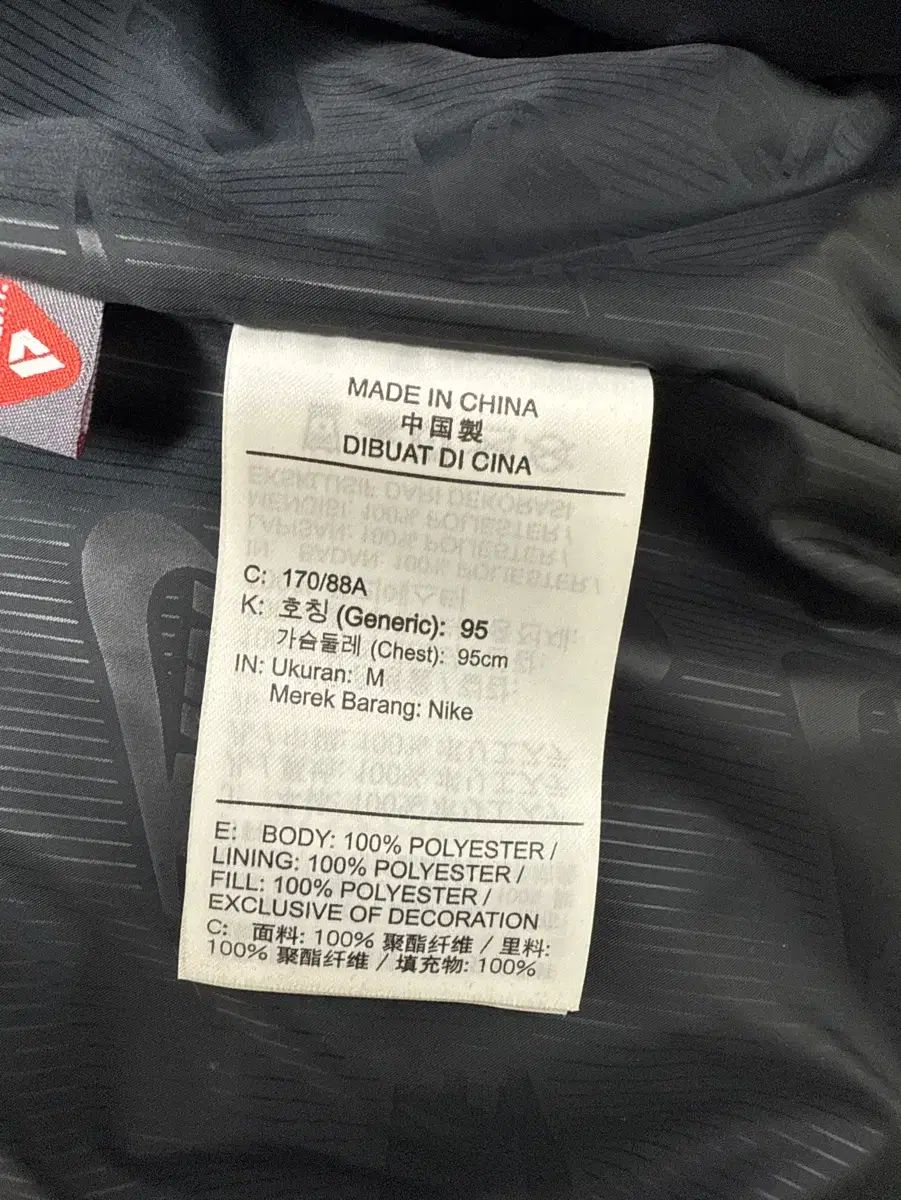 MADE IN CHINA
中国製
DIBUAT DI CINA
C: 170/88A
K: 호칭 (Generic): 95
가슴둘레 (Chest): 95cm
IN: Ukuran: M
Merek Barang: Nike
E: BODY: 100% POLYESTER /
LINING: 100% POLYESTER /
FILL: 100% POLYESTER /
EXCLUSIVE OF DECORATION
C: 面料: 100% 聚酯纤维 / 里料:
100% 聚酯纤维 / 填充物: 100%